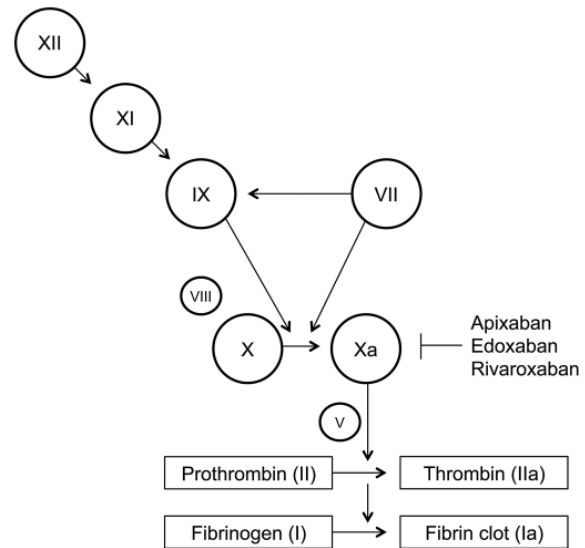 XII
XI
IX
VII
VIII
X
Xa
Apixaban
Edoxaban
Rivaroxaban
V
Prothrombin (II)
Thrombin (IIa)
Fibrinogen (I)
Fibrin clot (Ia)